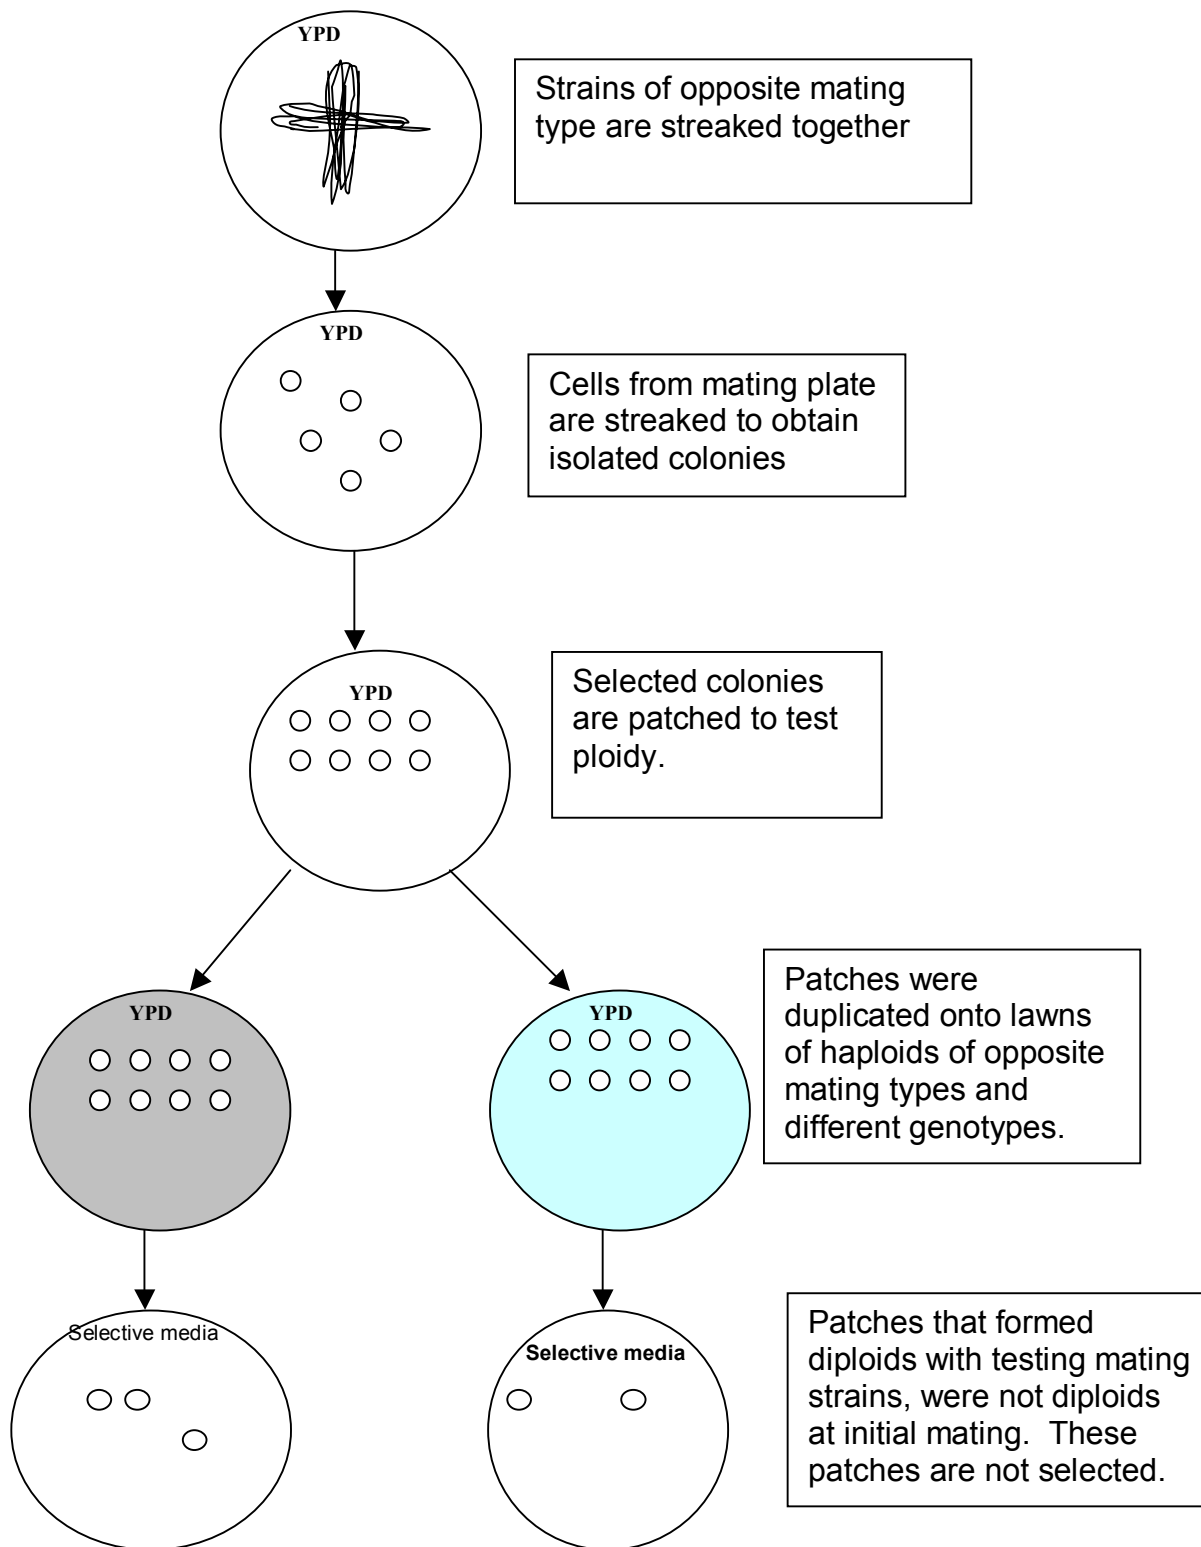 YPD
Strains of opposite mating
type are streaked together
YPD
Cells from mating plate
are streaked to obtain
isolated colonies
YPD
Selected colonies
are patched to test
ploidy.
YPD
YPD
Patches were
duplicated onto lawns
of haploids of opposite
mating types and
different genotypes.
Selective media
Selective media
Patches that formed
diploids with testing mating
strains, were not diploids
at initial mating.  These
patches are not selected.